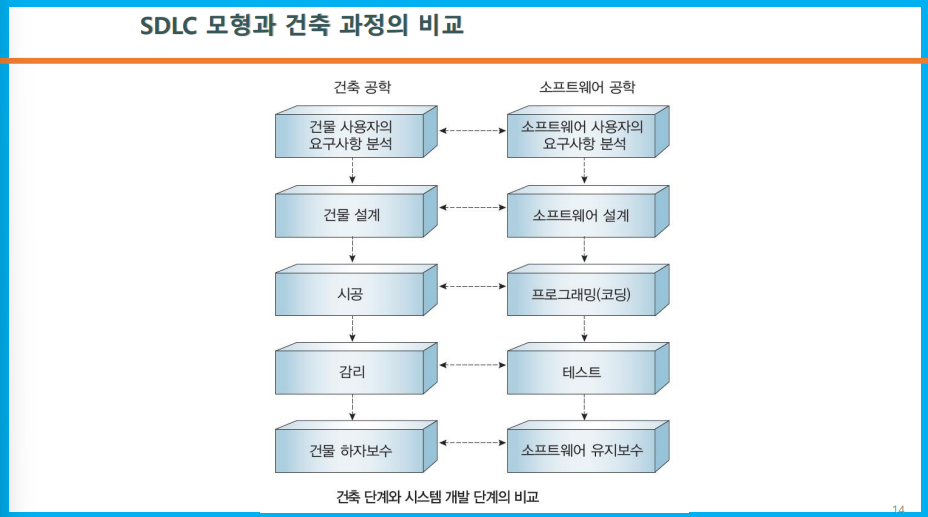 SDLC 모형과 건축 과정의 비교
건축 공학
소프트웨어 공학
건물 사용자의
요구사항 분석
소프트웨어 사용자의
요구사항 분석
건물 설계
소프트웨어 설계
시공
프로그래밍(코딩)
감리
테스트
건물 하자보수
소프트웨어 유지보수
건축 단계와 시스템 개발 단계의 비교
14